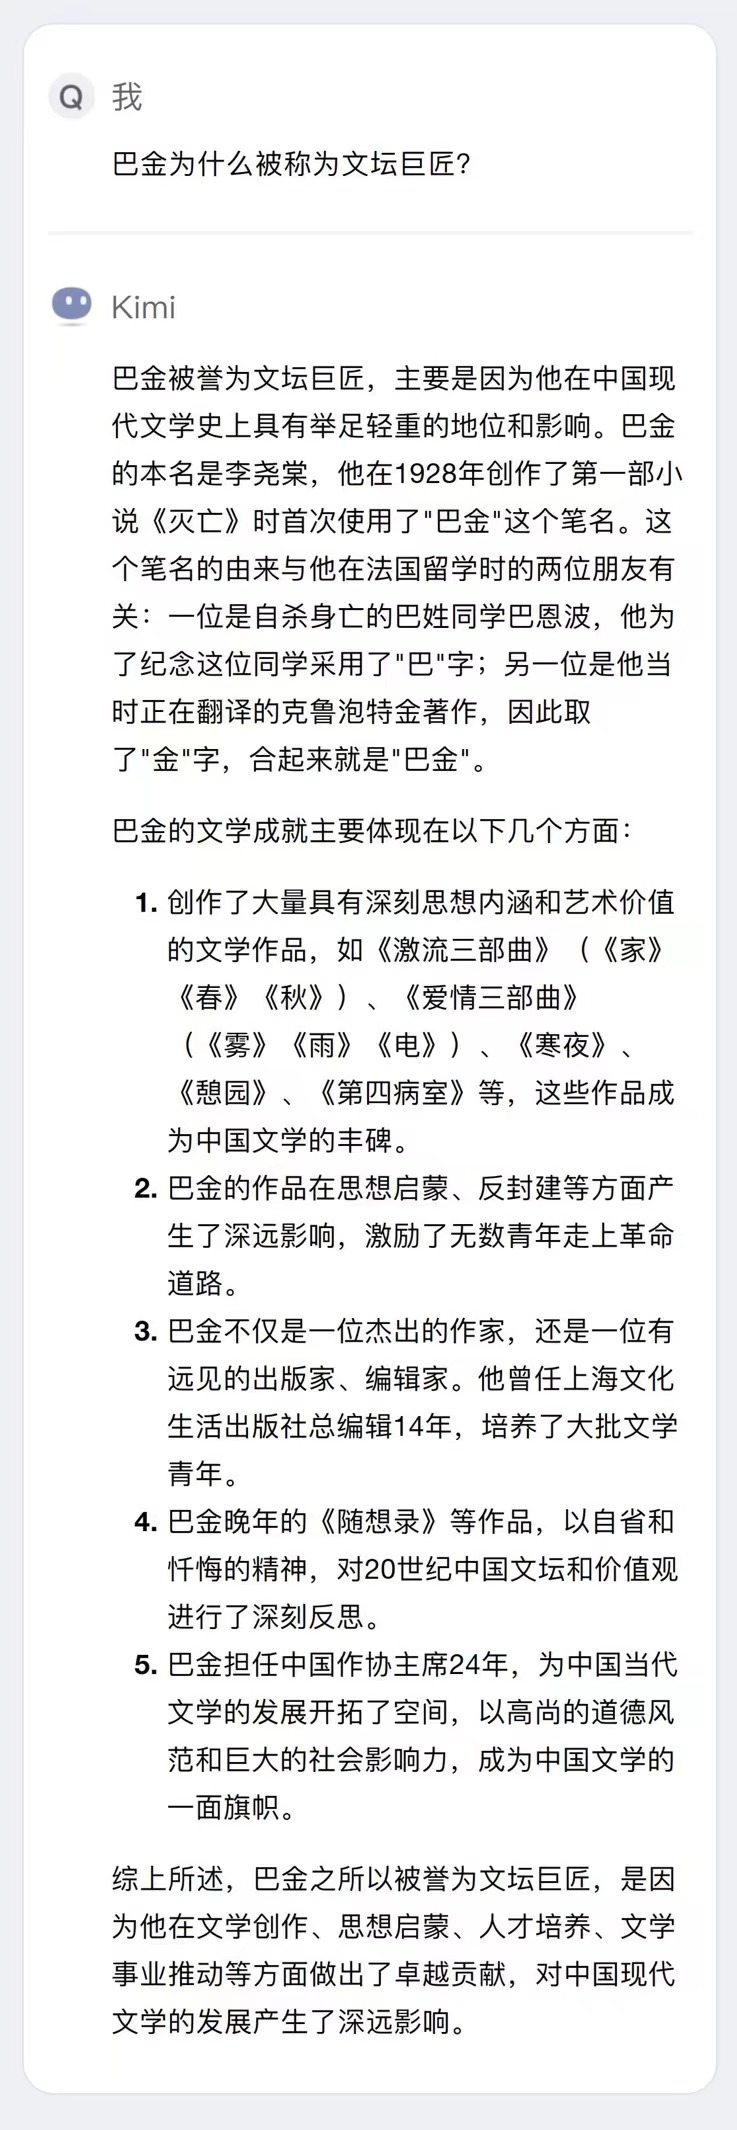 Q 我
巴金为什么被称为文坛巨匠？
Kimi
巴金被誉为文坛巨匠，主要是因为他在中国现
代文学史上具有举足轻重的地位和影响。巴金
的本名是李尧棠，他在1928年创作了第一部小
说《灭亡》时首次使用了"巴金"这个笔名。这
个笔名的由来与他在法国留学时的两位朋友有
关：一位是自杀身亡的巴姓同学巴恩波，他为
了纪念这位同学采用了"巴"字；另一位是他当
时正在翻译的克鲁泡特金著作，因此取
了"金"字，合起来就是"巴金"。
巴金的文学成就主要体现在以下几个方面：
1. 创作了大量具有深刻思想内涵和艺术价值
的文学作品，如《激流三部曲》（《家》
《春》《秋》）、《爱情三部曲》
（《雾》《雨》《电》）、《寒夜》、
《憩园》、《第四病室》等，这些作品成
为中国文学的丰碑。
2. 巴金的作品在思想启蒙、反封建等方面产
生了深远影响，激励了无数青年走上革命
道路。
3. 巴金不仅是一位杰出的作家，还是一位有
远见的出版家、编辑家。他曾任上海文化
生活出版社总编辑14年，培养了大批文学
青年。
4. 巴金晚年的《随想录》等作品，以自省和
忏悔的精神，对20世纪中国文坛和价值观
进行了深刻反思。
5. 巴金担任中国作协主席24年，为中国当代
文学的发展开拓了空间，以高尚的道德风
范和巨大的社会影响力，成为中国文学的
一面旗帜。
综上所述，巴金之所以被誉为文坛巨匠，是因
为他在文学创作、思想启蒙、人才培养、文学
事业推动等方面做出了卓越贡献，对中国现代
文学的发展产生了深远影响。